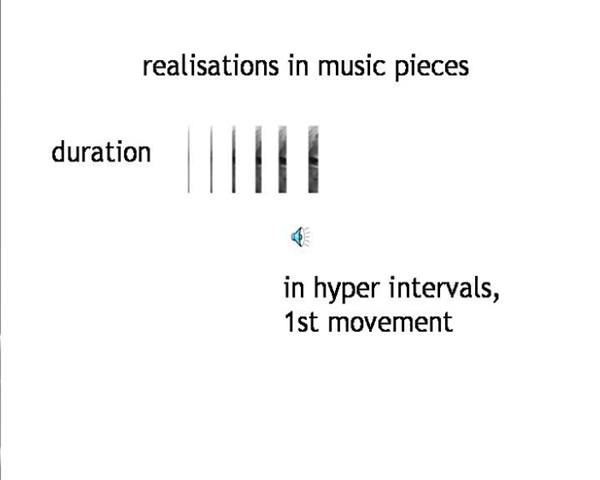 realisations in music pieces
duration
in hyper intervals,
1st movement